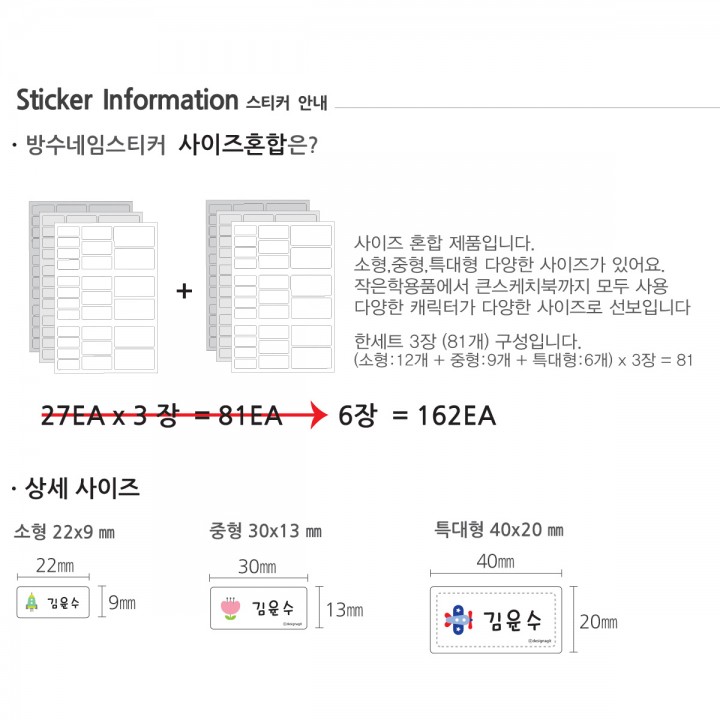 Sticker Information 스티커 안내
· 방수네임스티커 사이즈혼합은?
사이즈 혼합 제품입니다.
소형,중형,특대형 다양한 사이즈가 있어요.
작은학용품에서 큰스케치북까지 모두 사용
다양한 캐릭터가 다양한 사이즈로 선보입니다
+
한세트 3장 (81개) 구성입니다.
(소형:12개 + 중형:9개 + 특대형:6개) x 3장 = 81
27EA x 3 장 = 81EA 6장 = 162EA
· 상세 사이즈
소형 22x9 ㎜ 중형 30x13 ㎜ 특대형 40x20 ㎜
22㎜ 30㎜ 40㎜
김윤수 9㎜ 김윤수 13㎜ 김윤수 20㎜